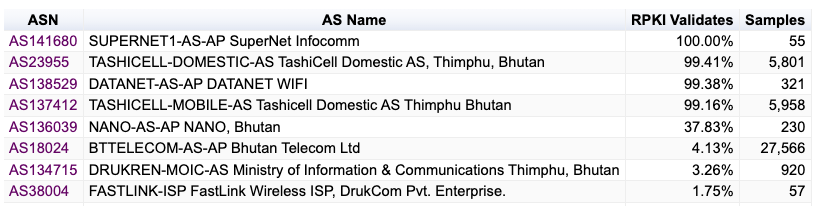 ASN AS Name RPKI Validates Samples
AS141680 SUPERNET1-AS-AP SuperNet Infocomm 100.00% 55
AS23955 TASHICELL-DOMESTIC-AS TashiCell Domestic AS, Thimphu, Bhutan 99.41% 5,801
AS138529 DATANET-AS-AP DATANET WIFI 99.38% 321
AS137412 TASHICELL-MOBILE-AS Tashicell Domestic AS Thimphu Bhutan 99.16% 5,958
AS136039 NANO-AS-AP NANO, Bhutan 37.83% 230
AS18024 BTTELECOM-AS-AP Bhutan Telecom Ltd 4.13% 27,566
AS134715 DRUKREN-MOIC-AS Ministry of Information & Communications Thimphu, Bhutan 3.26% 920
AS38004 FASTLINK-ISP FastLink Wireless ISP, DrukCom Pvt. Enterprise. 1.75% 57